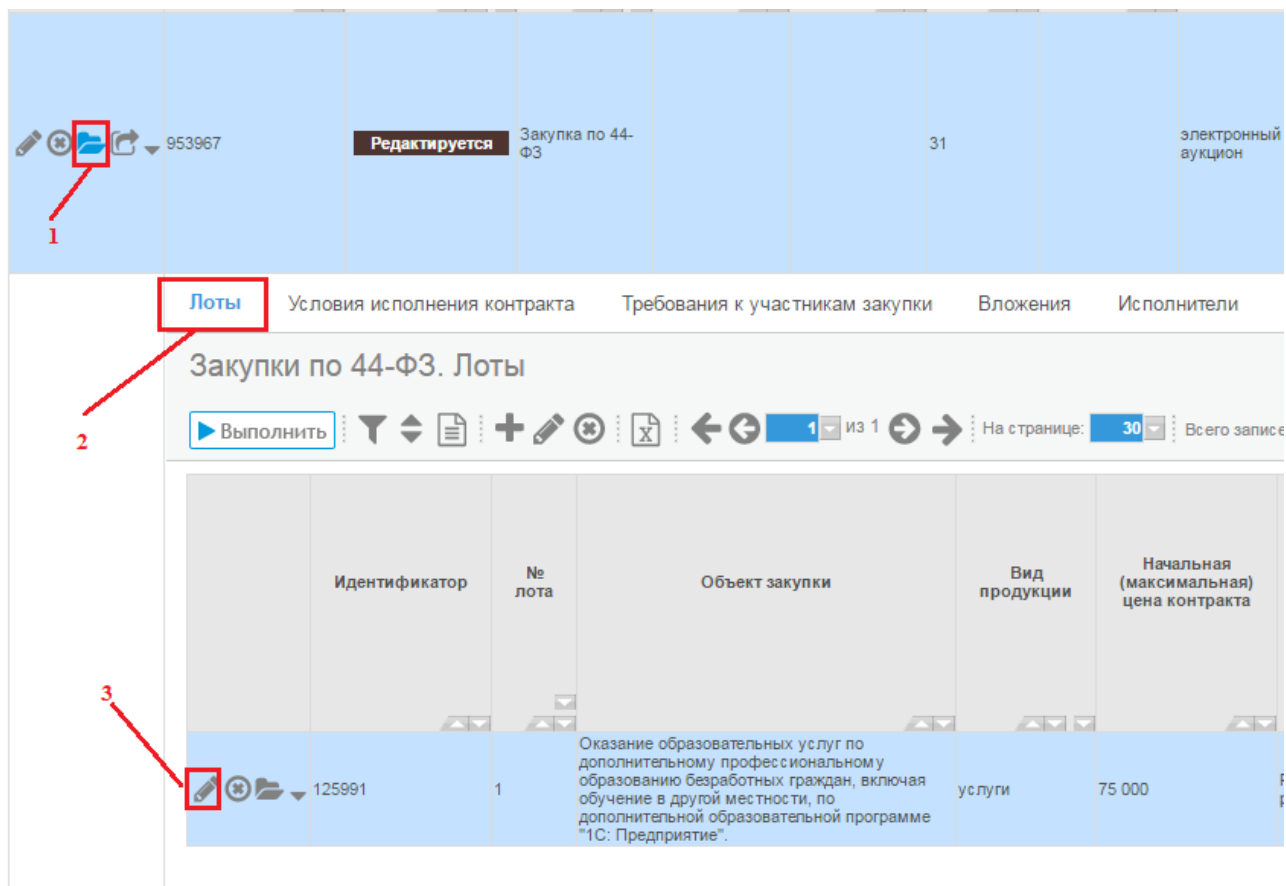 953967
Редактируется
Закупка по 44-
ФЗ
31
электронный
аукцион
1
Лоты Условия исполнения контракта Требования к участникам закупки Вложения Исполнители
Закупки по 44-ФЗ. Лоты
2
Выполнить 1 из 1 На странице: 30 Всего записе
Идентификатор
№
лота
Объект закупки
Вид
продукции
Начальная
(максимальная)
цена контракта
3
125991
1
Оказание образовательных услуг по
дополнительному профессиональному
образованию безработных граждан, включая
обучение в другой местности, по
дополнительной образовательной программе
"1С: Предприятие".
услуги
75 000